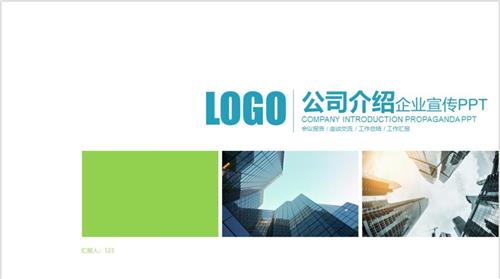 LOGO
公司介绍企业宣传PPT
COMPANY INTRODUCTION PROPAGANDA PPT
会议报告 / 座谈交流 / 工作总结 / 工作汇报
汇报人：123